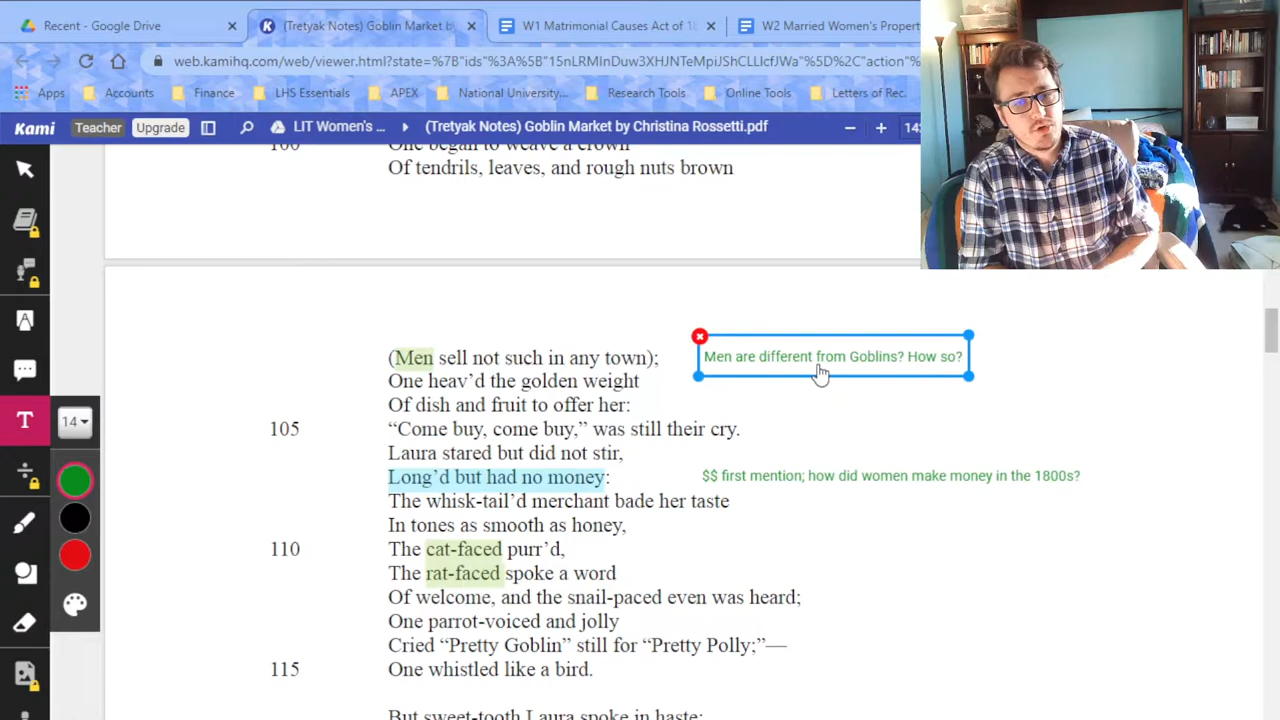 Recent - Google Drive
(Tretyak Notes) Goblin Market by
W1 Matrimonial Causes Act of 18
W2 Married Women's Property
web.kamihq.com/web/viewer.html?state=%7B"ids"%3A%5B"15nLRMInDuw3XHJNTeMpiJShCLLIcfJWa"%5D%2C"action"
Apps
Accounts
Finance
LHS Essentials
APEX
National University...
Research Tools
Online Tools
Letters of Rec.
Kami
Teacher
Upgrade
LIT Women's ...
(Tretyak Notes) Goblin Market by Christina Rossetti.pdf
100 One began to weave a crown
Of tendrils, leaves, and rough nuts brown
(Men sell not such in any town); Men are different from Goblins? How so?
One heav'd the golden weight
Of dish and fruit to offer her:
105 “Come buy, come buy,” was still their cry.
Laura stared but did not stir,
Long'd but had no money: $$ first mention; how did women make money in the 1800s?
The whisk-tail'd merchant bade her taste
In tones as smooth as honey,
110 The cat-faced purr'd,
The rat-faced spoke a word
Of welcome, and the snail-paced even was heard;
One parrot-voiced and jolly
Cried “Pretty Goblin” still for “Pretty Polly;”—
115 One whistled like a bird.
But sweet-tooth Laura spoke in haste:
T
14